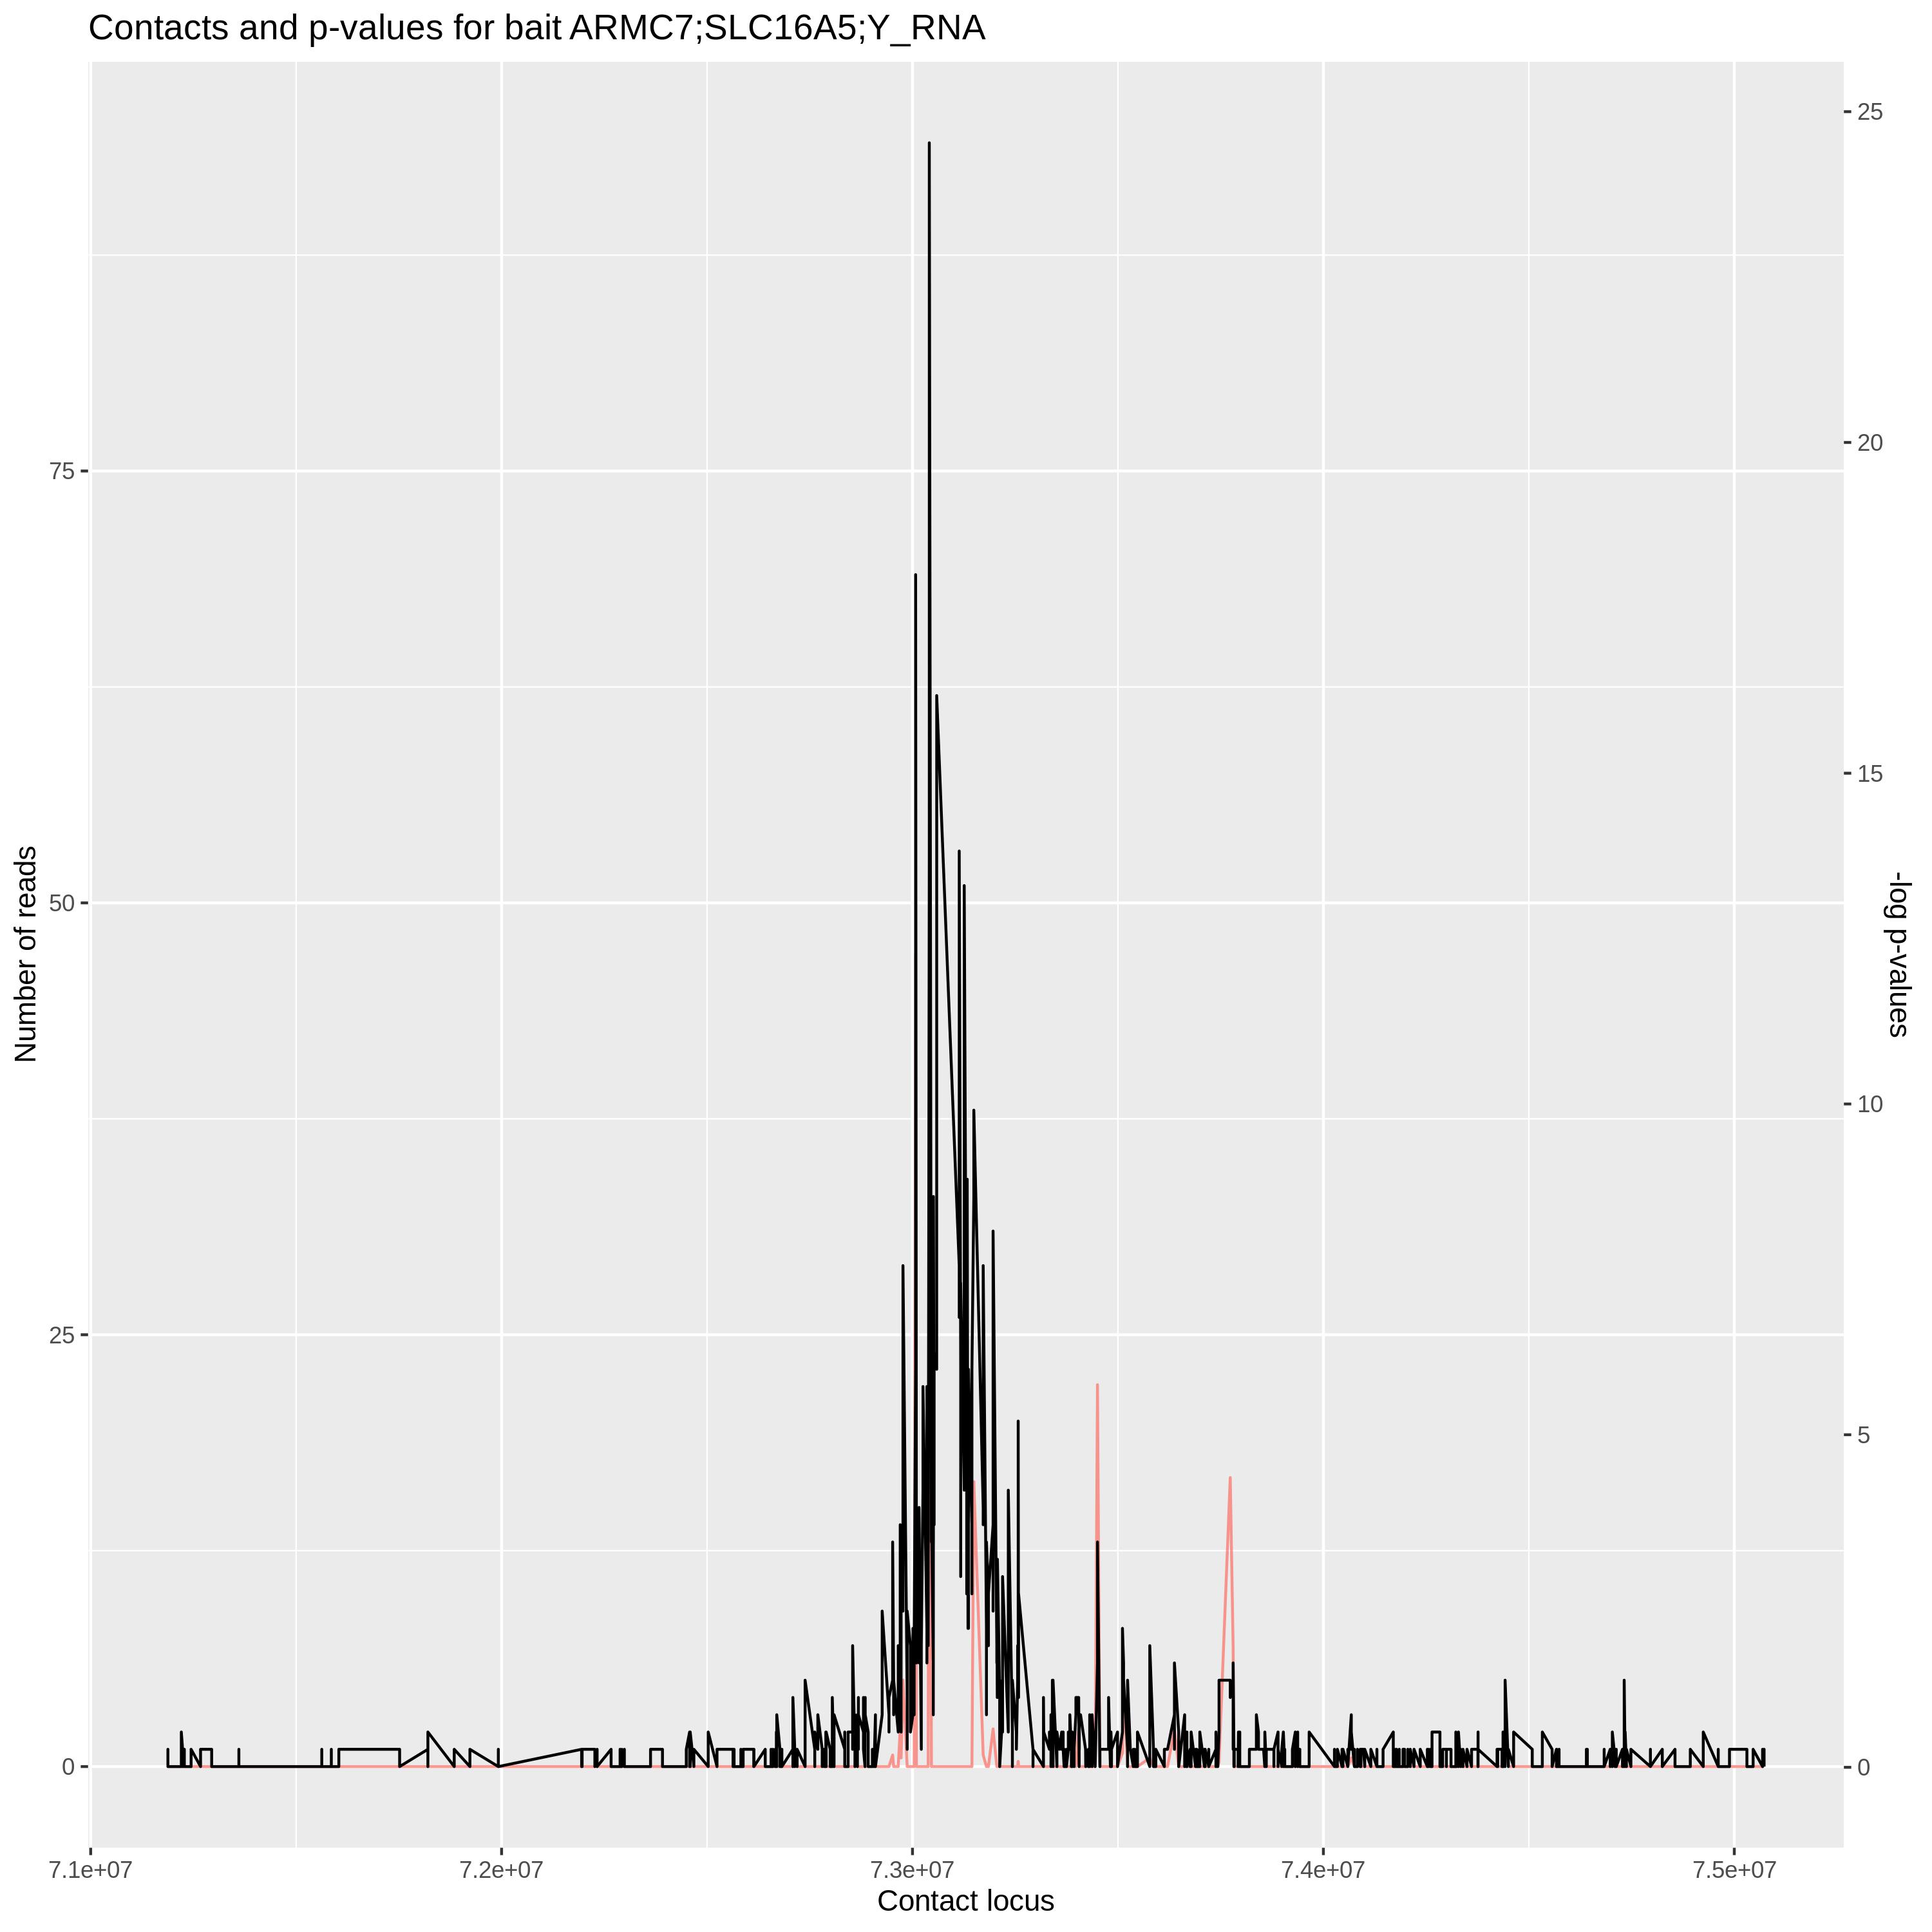 Contacts and p-values for bait ARMC7;SLC16A5;Y_RNA
25
20
75
15
50
Number of reads
-log p-values
10
25
5
0
0
7.1e+07
7.2e+07
7.3e+07
7.4e+07
7.5e+07
Contact locus